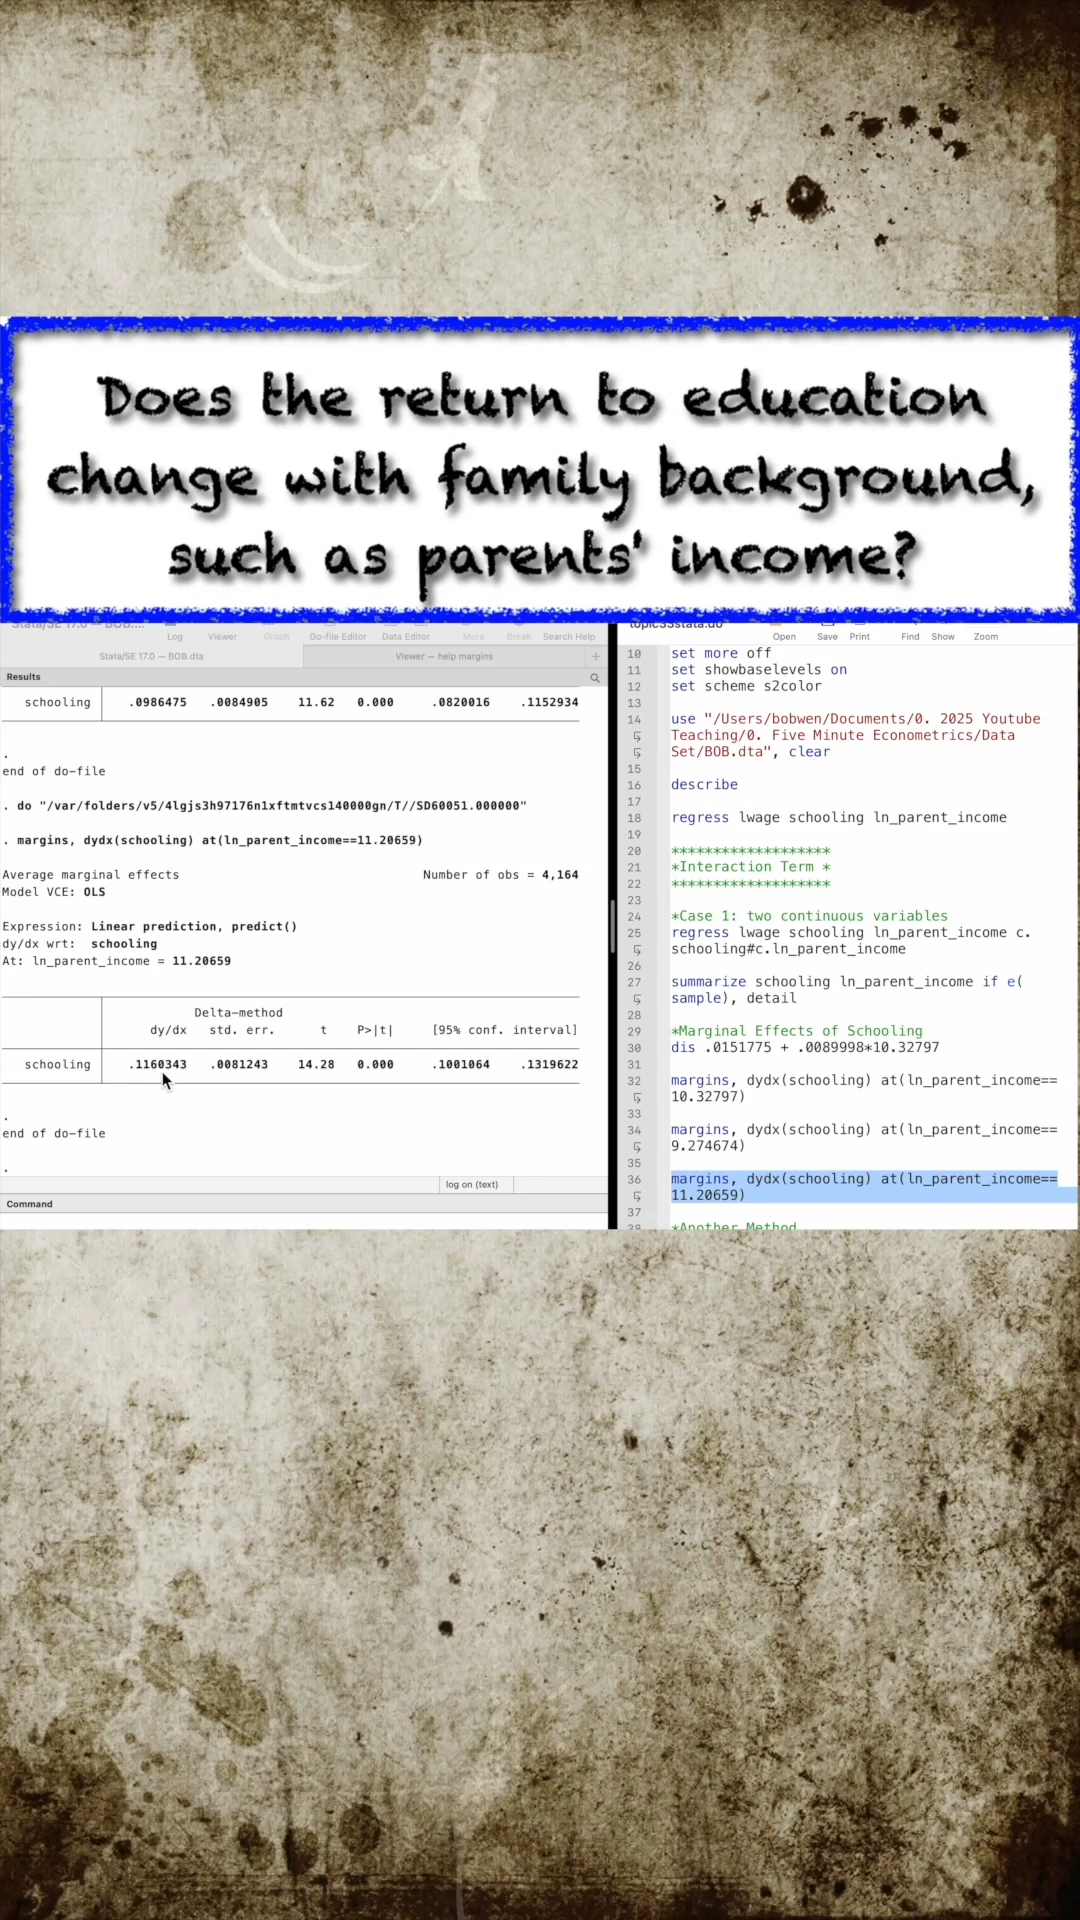 Does the return to education
change with family background,
such as parents' income?
Log Viewer Graph Do-file Editor Data Editor More Break Search Help
Stata/SE 17.0 — BOB.dta Viewer — help margins +
Results
schooling .0986475 .0084905 11.62 0.000 .0820016 .1152934
.
end of do-file
. do "/var/folders/v5/4lgjs3h97176n1xftmtvcs140000gn/T//SD60051.000000"
. margins, dydx(schooling) at(ln_parent_income==11.20659)
Average marginal effects Number of obs = 4,164
Model VCE: OLS
Expression: Linear prediction, predict()
dy/dx wrt: schooling
At: ln_parent_income = 11.20659
Delta-method
dy/dx std. err. t P>|t| [95% conf. interval]
schooling .1160343 .0081243 14.28 0.000 .1001064 .1319622
.
end of do-file
.
log on (text)
Command
Open Save Print Find Show Zoom
10 set more off
11 set showbaselevels on
12 set scheme s2color
13
14 use "/Users/bobwen/Documents/0. 2025 Youtube
Teaching/0. Five Minute Econometrics/Data
Set/BOB.dta", clear
15
16 describe
17
18 regress lwage schooling ln_parent_income
19
20 *******************
21 *Interaction Term *
22 *******************
23
24 *Case 1: two continuous variables
25 regress lwage schooling ln_parent_income c.
schooling#c.ln_parent_income
26
27 summarize schooling ln_parent_income if e(
sample), detail
28
29 *Marginal Effects of Schooling
30 dis .0151775 + .0089998*10.32797
31
32 margins, dydx(schooling) at(ln_parent_income==
10.32797)
33
34 margins, dydx(schooling) at(ln_parent_income==
9.274674)
35
36 margins, dydx(schooling) at(ln_parent_income==
11.20659)
37
38 *Another Method